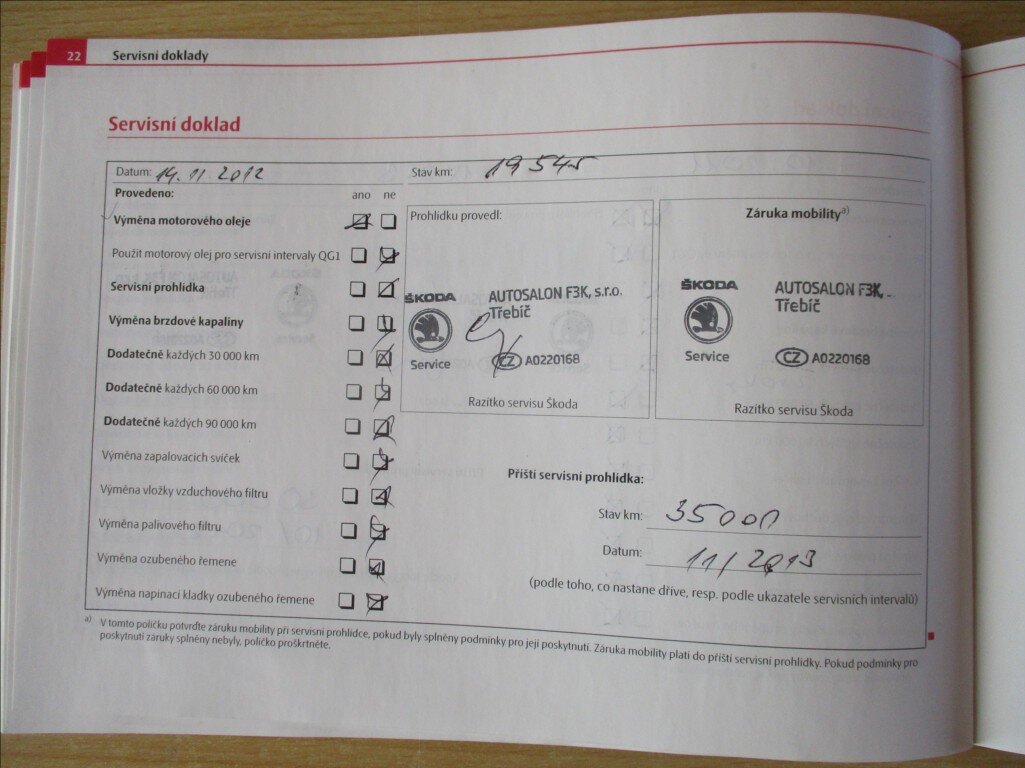 22 Servisní doklady
Servisní doklad
Datum: 14.11.2012
Stav km: 19 545
Provedeno: ano ne
Výměna motorového oleje
Použit motorový olej pro servisní intervaly QG1
Servisní prohlídka
Výměna brzdové kapaliny
Dodatečně každých 30 000 km
Dodatečně každých 60 000 km
Dodatečně každých 90 000 km
Výměna zapalovacích svíček
Výměna vložky vzduchového filtru
Výměna palivového filtru
Výměna ozubeného řemene
Výměna napínací kladky ozubeného řemene
Prohlídku provedl:
ŠKODA
Service
AUTOSALON F3K, s.r.o.
Třebíč
CZ A0220168
Razítko servisu Škoda
Záruka mobility a)
ŠKODA
Service
AUTOSALON F3K,
Třebíč
CZ A0220168
Razítko servisu Škoda
Příští servisní prohlídka:
Stav km: 35000
Datum: 11/2013
(podle toho, co nastane dříve, resp. podle ukazatele servisních intervalů)
a) V tomto políčku potvrďte záruku mobility při servisní prohlídce, pokud byly splněny podmínky pro její poskytnutí. Záruka mobility platí do příští servisní prohlídky. Pokud podmínky pro
poskytnutí záruky splněny nebyly, políčko proškrtněte.